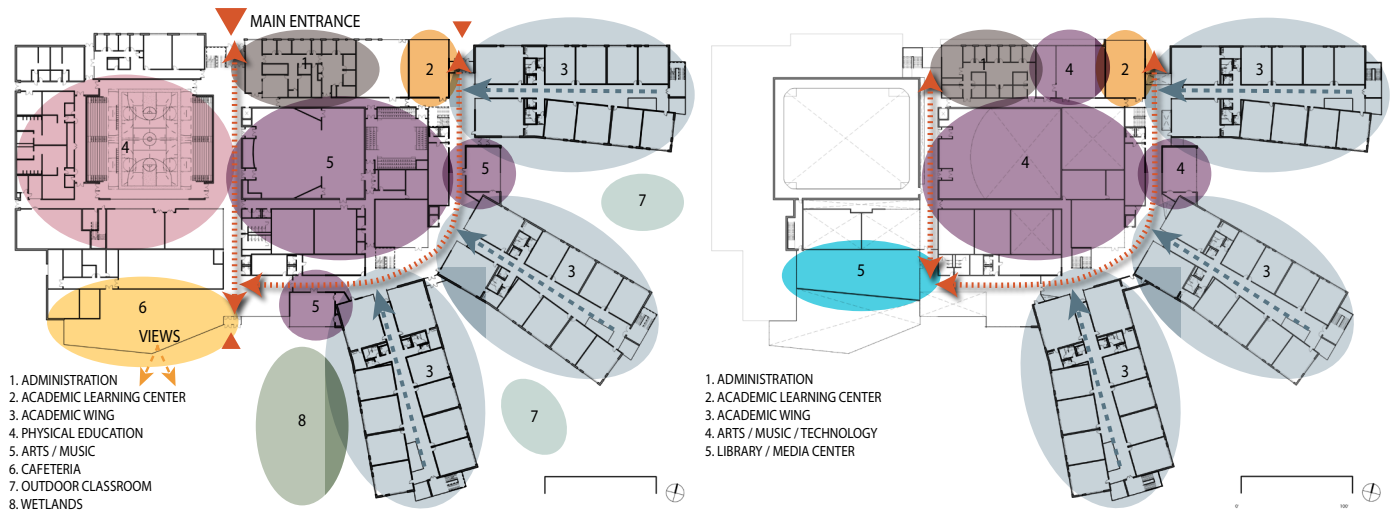 MAIN ENTRANCE
1
2
3
4
5
5
7
3
6
5
VIEWS
3
8
7
1. ADMINISTRATION
2. ACADEMIC LEARNING CENTER
3. ACADEMIC WING
4. PHYSICAL EDUCATION
5. ARTS / MUSIC
6. CAFETERIA
7. OUTDOOR CLASSROOM
8. WETLANDS
1
4
2
3
4
4
5
3
3
1. ADMINISTRATION
2. ACADEMIC LEARNING CENTER
3. ACADEMIC WING
4. ARTS / MUSIC / TECHNOLOGY
5. LIBRARY / MEDIA CENTER
0'
100'